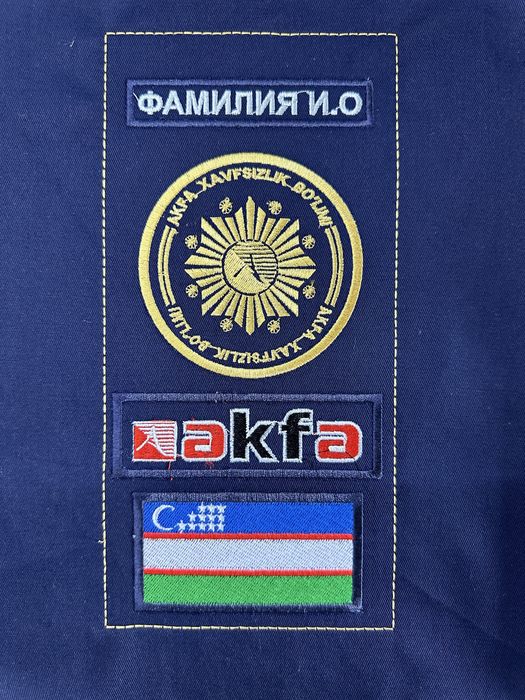 ФАМИЛИЯ И.О
AKFA_XAVFSIZLIK_BO'LIMI
AKFA_XAVFSIZLIK_BO'LIMI
akfa